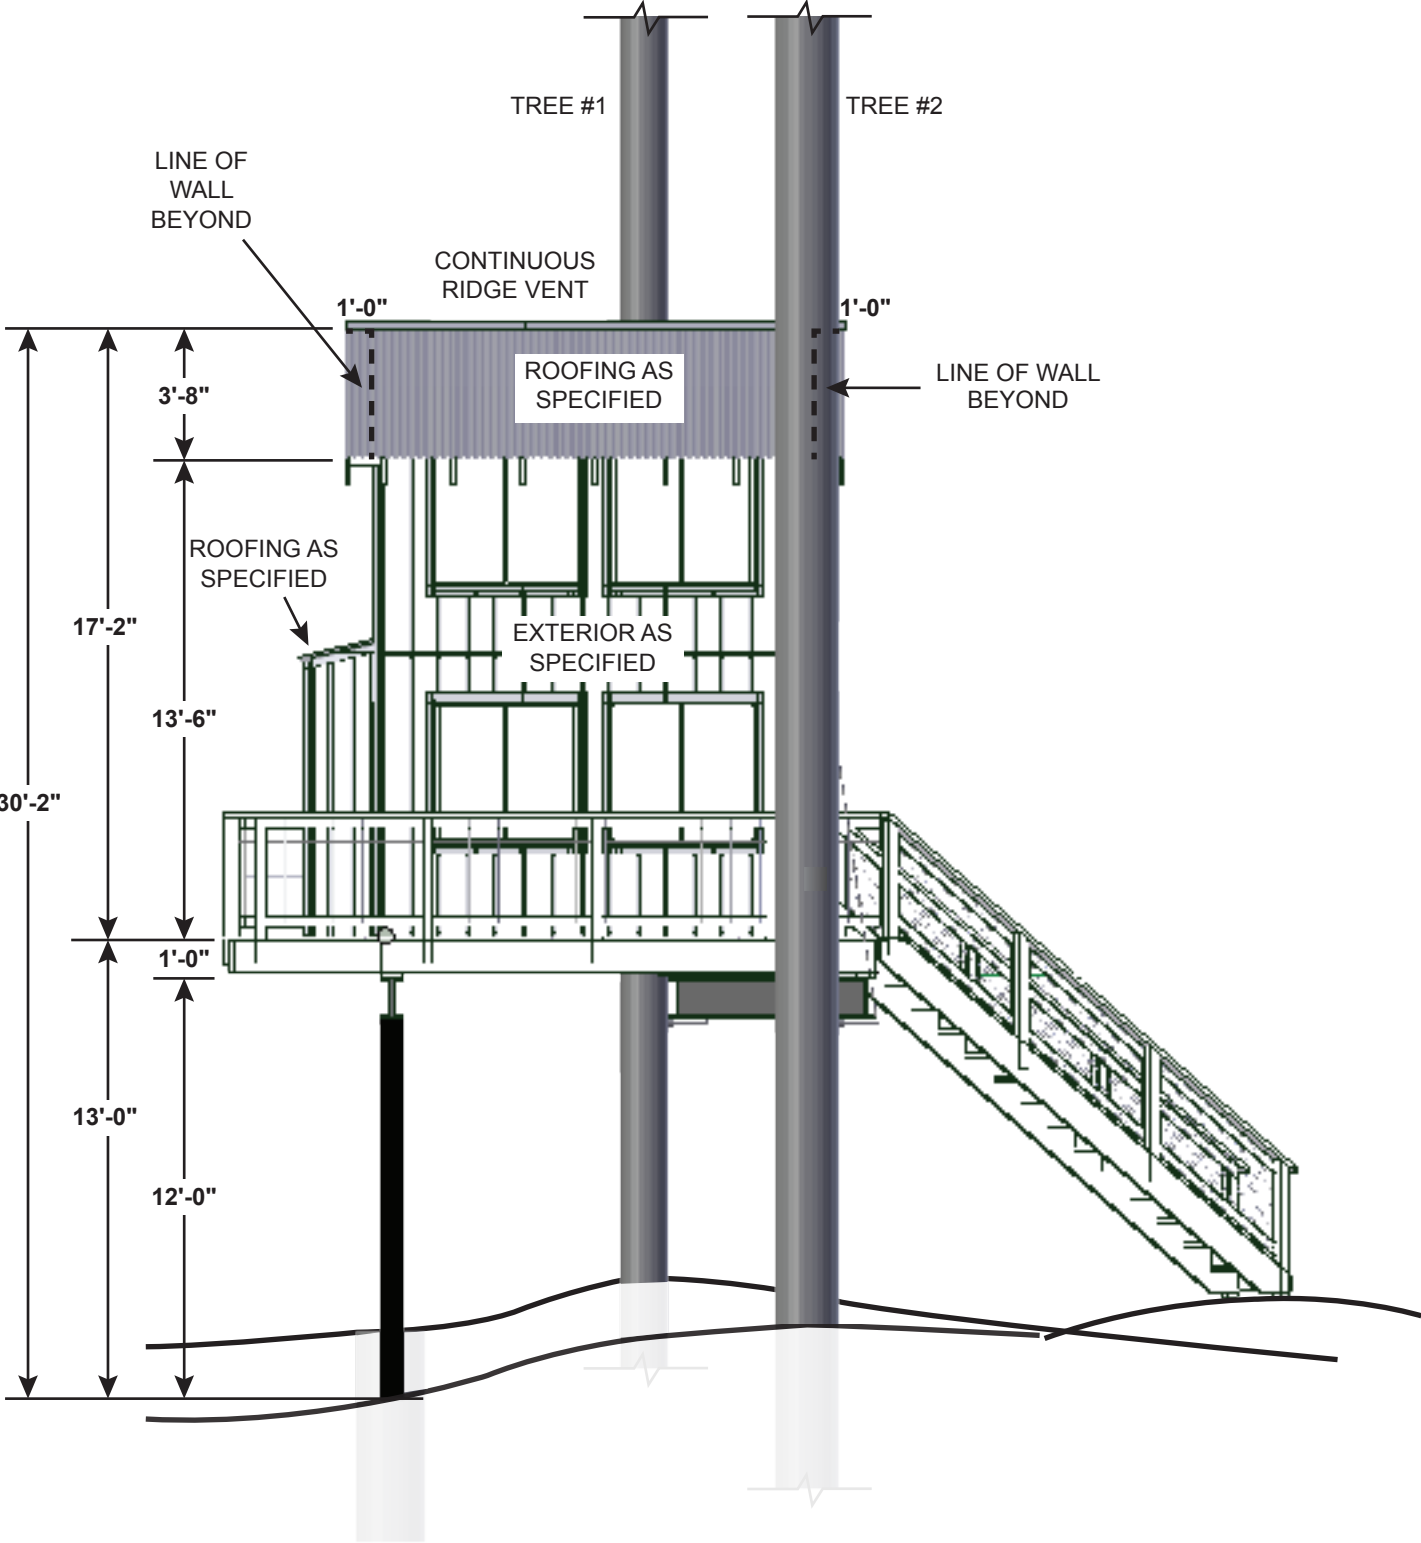 TREE #1
TREE #2
LINE OF
WALL
BEYOND
CONTINUOUS
RIDGE VENT
1'-0"
1'-0"
3'-8"
ROOFING AS
SPECIFIED
LINE OF WALL
BEYOND
ROOFING AS
SPECIFIED
17'-2"
EXTERIOR AS
SPECIFIED
13'-6"
30'-2"
1'-0"
13'-0"
12'-0"